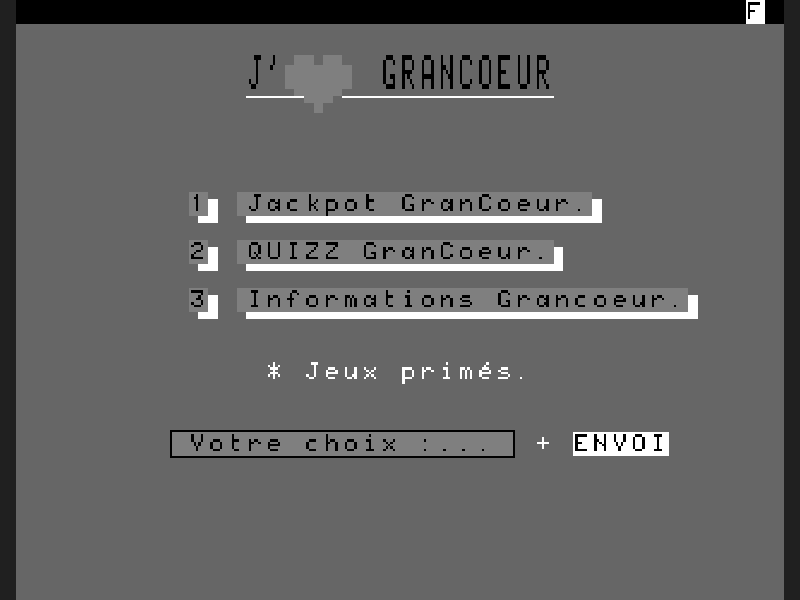 F
J' GRANCOEUR
1 Jackpot GranCoeur.
2 QUIZZ GranCoeur.
3 Informations Grancoeur.
* Jeux primés.
Votre choix :... + ENVOI